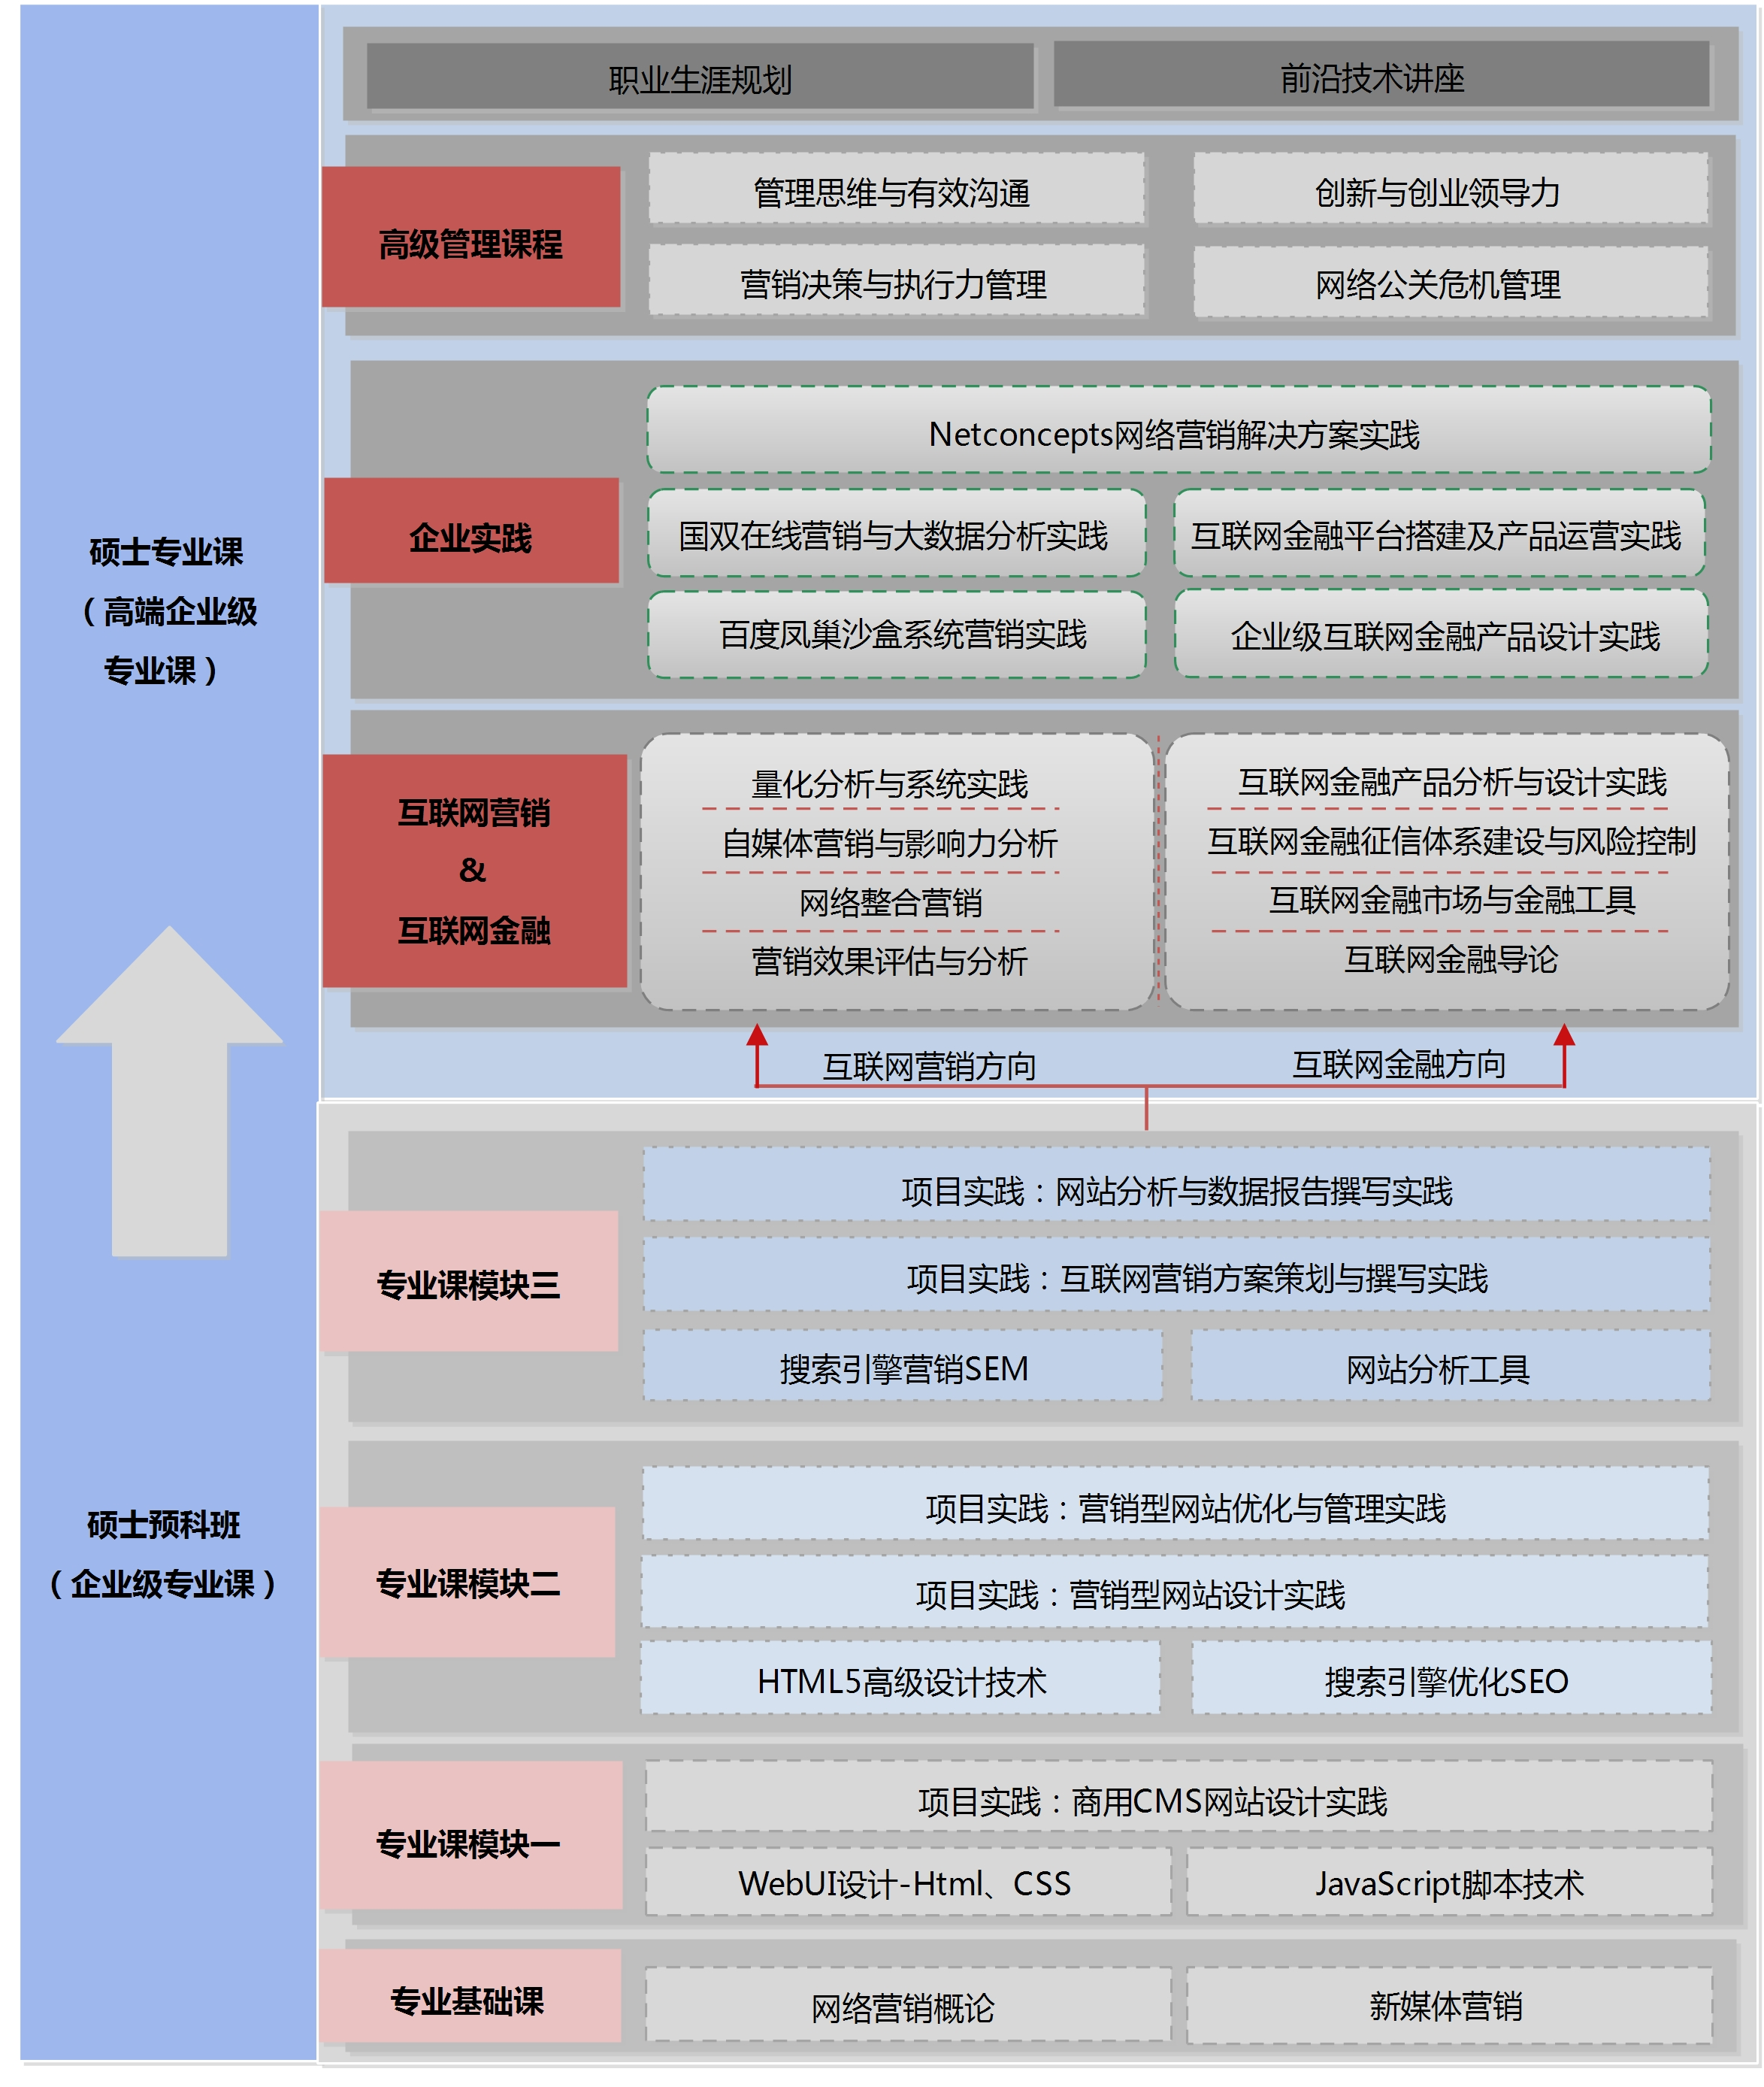 职业生涯规划
前沿技术讲座
高级管理课程
管理思维与有效沟通
创新与创业领导力
营销决策与执行力管理
网络公关危机管理
硕士专业课
（高端企业级
专业课）
企业实践
Netconcepts网络营销解决方案实践
国双在线营销与大数据分析实践
互联网金融平台搭建及产品运营实践
百度凤巢沙盒系统营销实践
企业级互联网金融产品设计实践
互联网营销
&
互联网金融
量化分析与系统实践
自媒体营销与影响力分析
网络整合营销
营销效果评估与分析
互联网金融产品分析与设计实践
互联网金融征信体系建设与风险控制
互联网金融市场与金融工具
互联网金融导论
互联网营销方向
互联网金融方向
硕士预科班
（企业级专业课）
专业课模块三
项目实践：网站分析与数据报告撰写实践
项目实践：互联网营销方案策划与撰写实践
搜索引擎营销SEM
网站分析工具
专业课模块二
项目实践：营销型网站优化与管理实践
项目实践：营销型网站设计实践
HTML5高级设计技术
搜索引擎优化SEO
专业课模块一
项目实践：商用CMS网站设计实践
WebUI设计-Html、CSS
JavaScript脚本技术
专业基础课
网络营销概论
新媒体营销